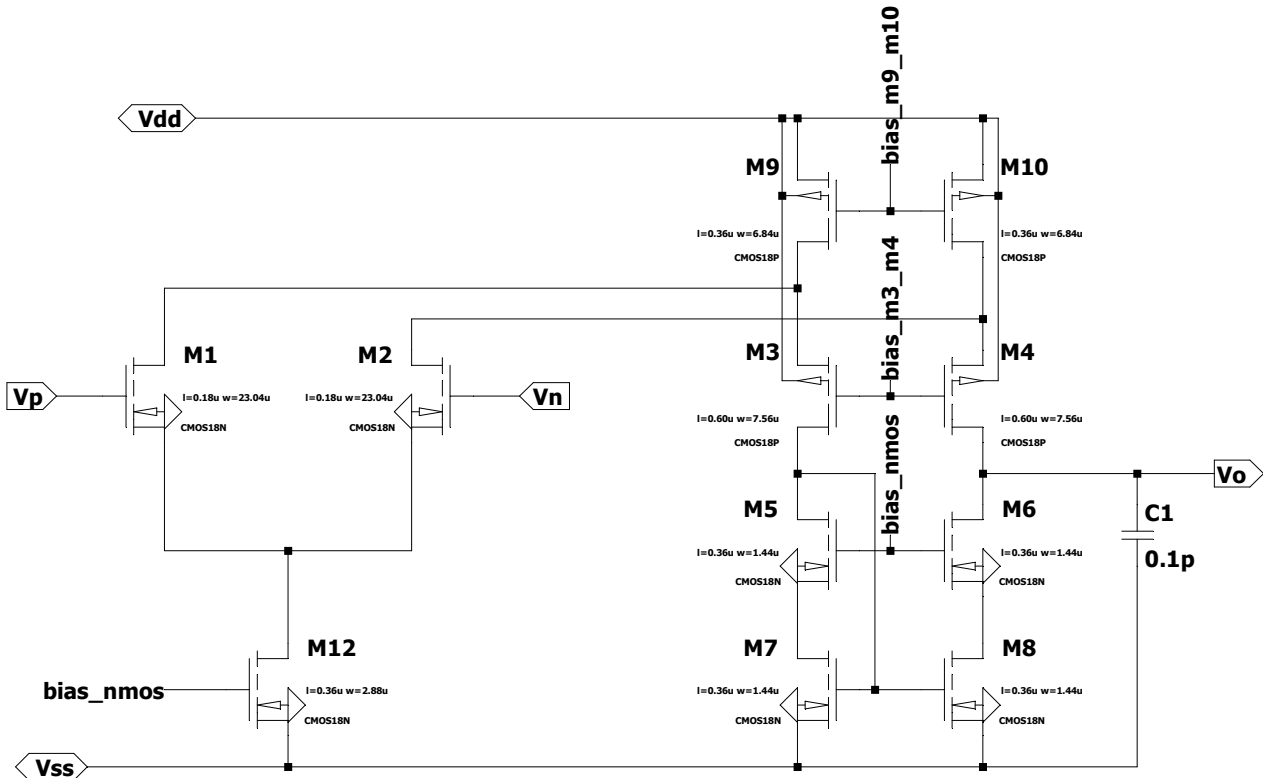 bias_m9_m10
Vdd
M9
M10
l=0.36u w=6.84u
CMOS18P
l=0.36u w=6.84u
CMOS18P
bias_m3_m4
M1
M2
M3
M4
Vp
l=0.18u w=23.04u
CMOS18N
l=0.18u w=23.04u
CMOS18N
Vn
l=0.60u w=7.56u
CMOS18P
l=0.60u w=7.56u
CMOS18P
bias_nmos
Vo
M5
M6
C1
0.1p
l=0.36u w=1.44u
CMOS18N
l=0.36u w=1.44u
CMOS18N
M12
M7
M8
bias_nmos
l=0.36u w=2.88u
CMOS18N
l=0.36u w=1.44u
CMOS18N
l=0.36u w=1.44u
CMOS18N
Vss